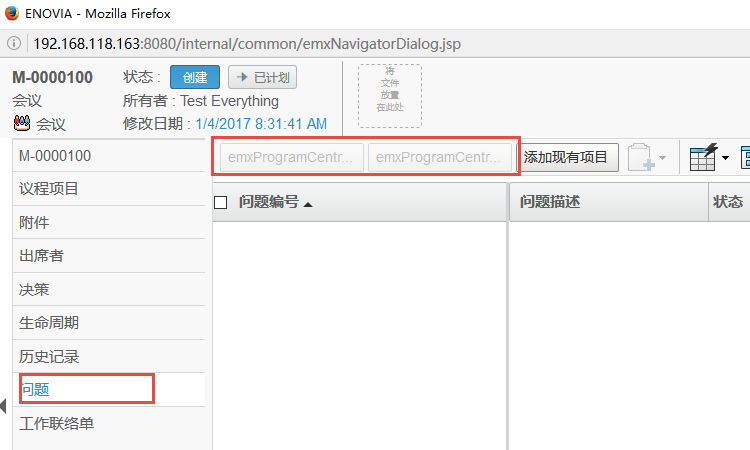 ENOVIA - Mozilla Firefox
192.168.118.163:8080/internal/common/emxNavigatorDialog.jsp
M-0000100
状态 :
创建
已计划
会议
所有者 : Test Everything
会议
修改日期 : 1/4/2017 8:31:41 AM
将
文件
放置
在此处
M-0000100
emxProgramCentr...
emxProgramCentr...
添加现有项目
议程项目
问题编号
问题描述
状态
附件
出席者
决策
生命周期
历史记录
问题
工作联络单